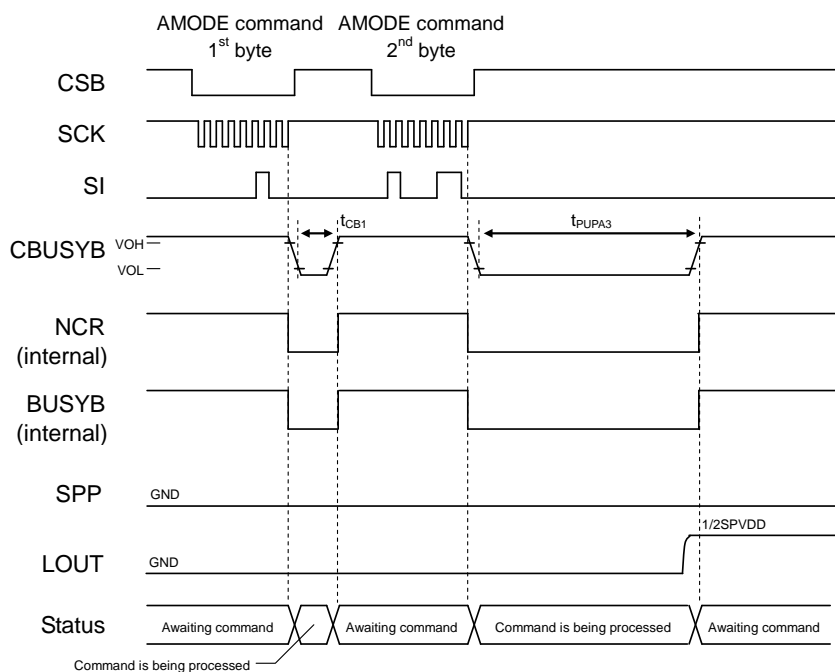 AMODE command
1st byte
AMODE command
2nd byte
CSB
SCK
SI
tCB1
tPUPA3
CBUSYB
VOH
VOL
NCR
(internal)
BUSYB
(internal)
SPP
GND
1/2SPVDD
LOUT
GND
Status
Awaiting command
Awaiting command
Command is being processed
Awaiting command
Command is being processed